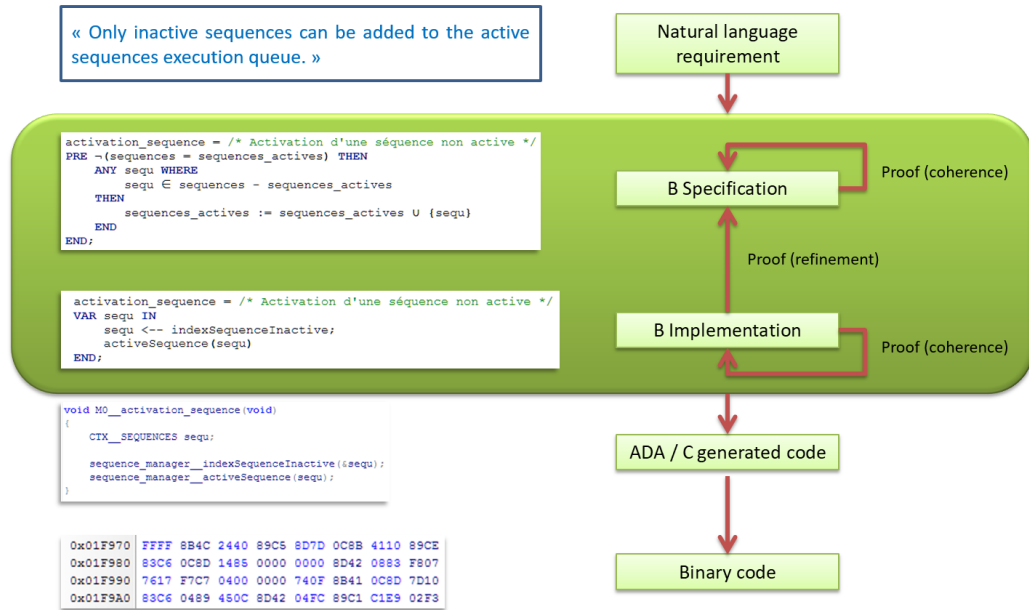 « Only inactive sequences can be added to the active
sequences execution queue. »
Natural language
requirement
activation_sequence = /* Activation d'une séquence non active */
PRE ¬(sequences = sequences_actives) THEN
ANY sequ WHERE
sequ ∈ sequences - sequences_actives
THEN
sequences_actives := sequences_actives ∪ {sequ}
END
END;
B Specification
Proof (coherence)
Proof (refinement)
activation_sequence = /* Activation d'une séquence non active */
VAR sequ IN
sequ <-- indexSequenceInactive;
activeSequence(sequ)
END;
B Implementation
Proof (coherence)
void M0__activation_sequence(void)
{
CTX__SEQUENCES sequ;
sequence_manager__indexSequenceInactive(&sequ);
sequence_manager__activeSequence(sequ);
}
ADA / C generated code
0x01F970 FFFF 8B4C 2440 89C5 8D7D 0C8B 4110 89CE
0x01F980 83C6 0C8D 1485 0000 0000 8D42 0883 F807
0x01F990 7617 F7C7 0400 0000 740F 8B41 0C8D 7D10
0x01F9A0 83C6 0489 450C 8D42 04FC 89C1 C1E9 02F3
Binary code